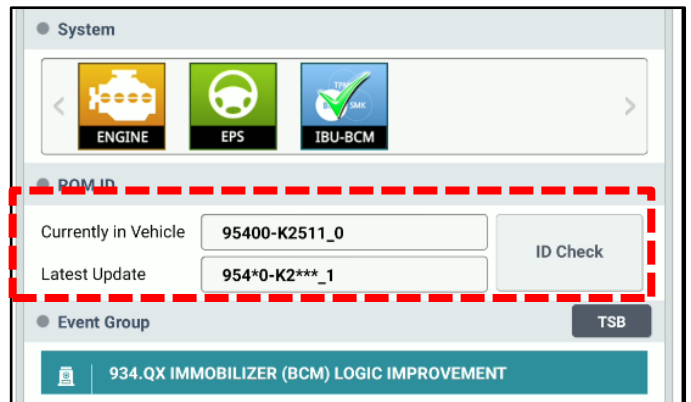 System
ENGINE
EPS
SMK
IBU-BCM
ROM ID
Currently in Vehicle
95400-K2511_0
ID Check
Latest Update
954*0-K2***_1
Event Group
TSB
934.QX IMMOBILIZER (BCM) LOGIC IMPROVEMENT